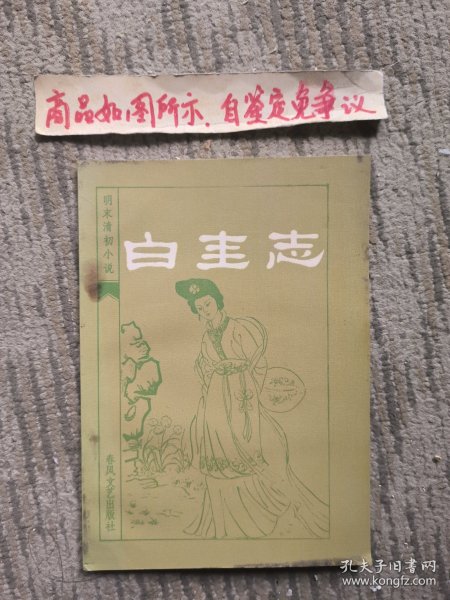 商品如图所示，自鉴定免争议
明末清初小说
白圭志
春风文艺出版社
孔夫子旧书网
www.kongfz.com